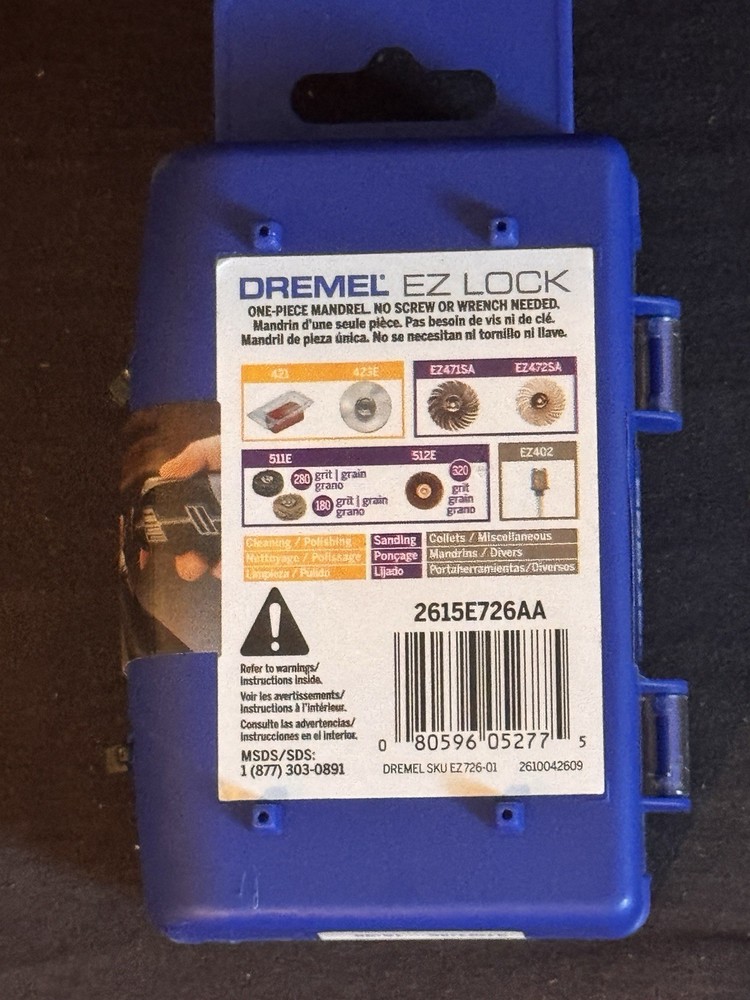 DREMEL® EZ LOCK
ONE-PIECE MANDREL. NO SCREW OR WRENCH NEEDED.
Mandrin d'une seule pièce. Pas besoin de vis ni de clé.
Mandril de pieza única. No se necesitan ni tornillo ni llave.
421 423E EZ471SA EZ472SA
511E 512E EZ402
280 grit | grain
grano
180 grit | grain
grano
320
grit
grain
grano
Cleaning / Polishing Sanding Collets / Miscellaneous
Nettoyage / Polissage Ponçage Mandrins / Divers
Limpieza / Pulido Lijado Portaherramientas/Diversos
2615E726AA
Refer to warnings/
instructions inside.
Voir les avertissements/
instructions à l'intérieur.
Consulte las advertencias/
instrucciones en el interior.
MSDS/SDS:
1 (877) 303-0891
0 80596 05277 5
DREMEL SKU EZ726-01 2610042609